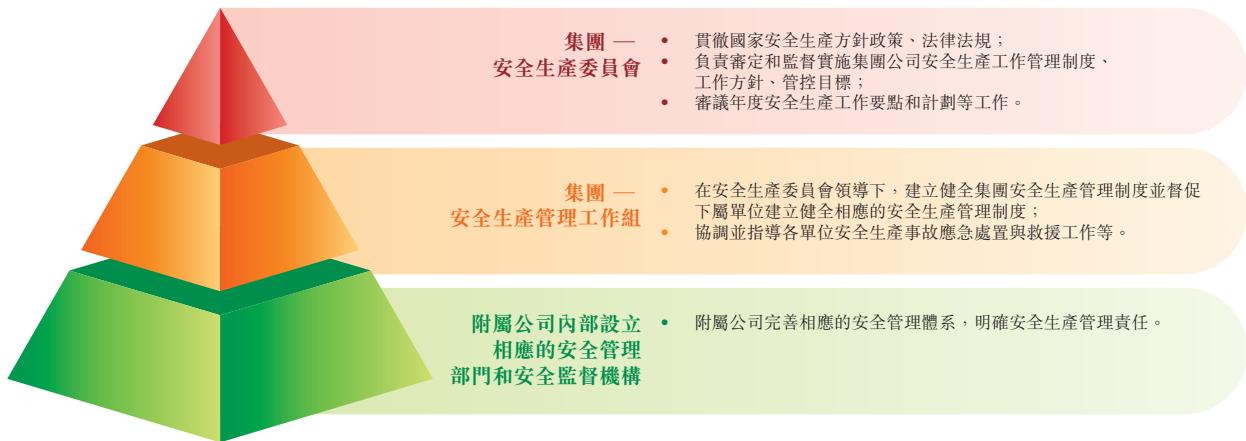 集團 —
安全生產委員會
• 貫徹國家安全生產方針政策、法律法規；
• 負責審定和監督實施集團公司安全生產工作管理制度、
工作方針、管控目標；
• 審議年度安全生產工作要點和計劃等工作。
集團 —
安全生產管理工作組
• 在安全生產委員會領導下，建立健全集團安全生產管理制度並督促
下屬單位建立健全相應的安全生產管理制度；
• 協調並指導各單位安全生產事故應急處置與救援工作等。
附屬公司內部設立
相應的安全管理
部門和安全監督機構
• 附屬公司完善相應的安全管理體系，明確安全生產管理責任。